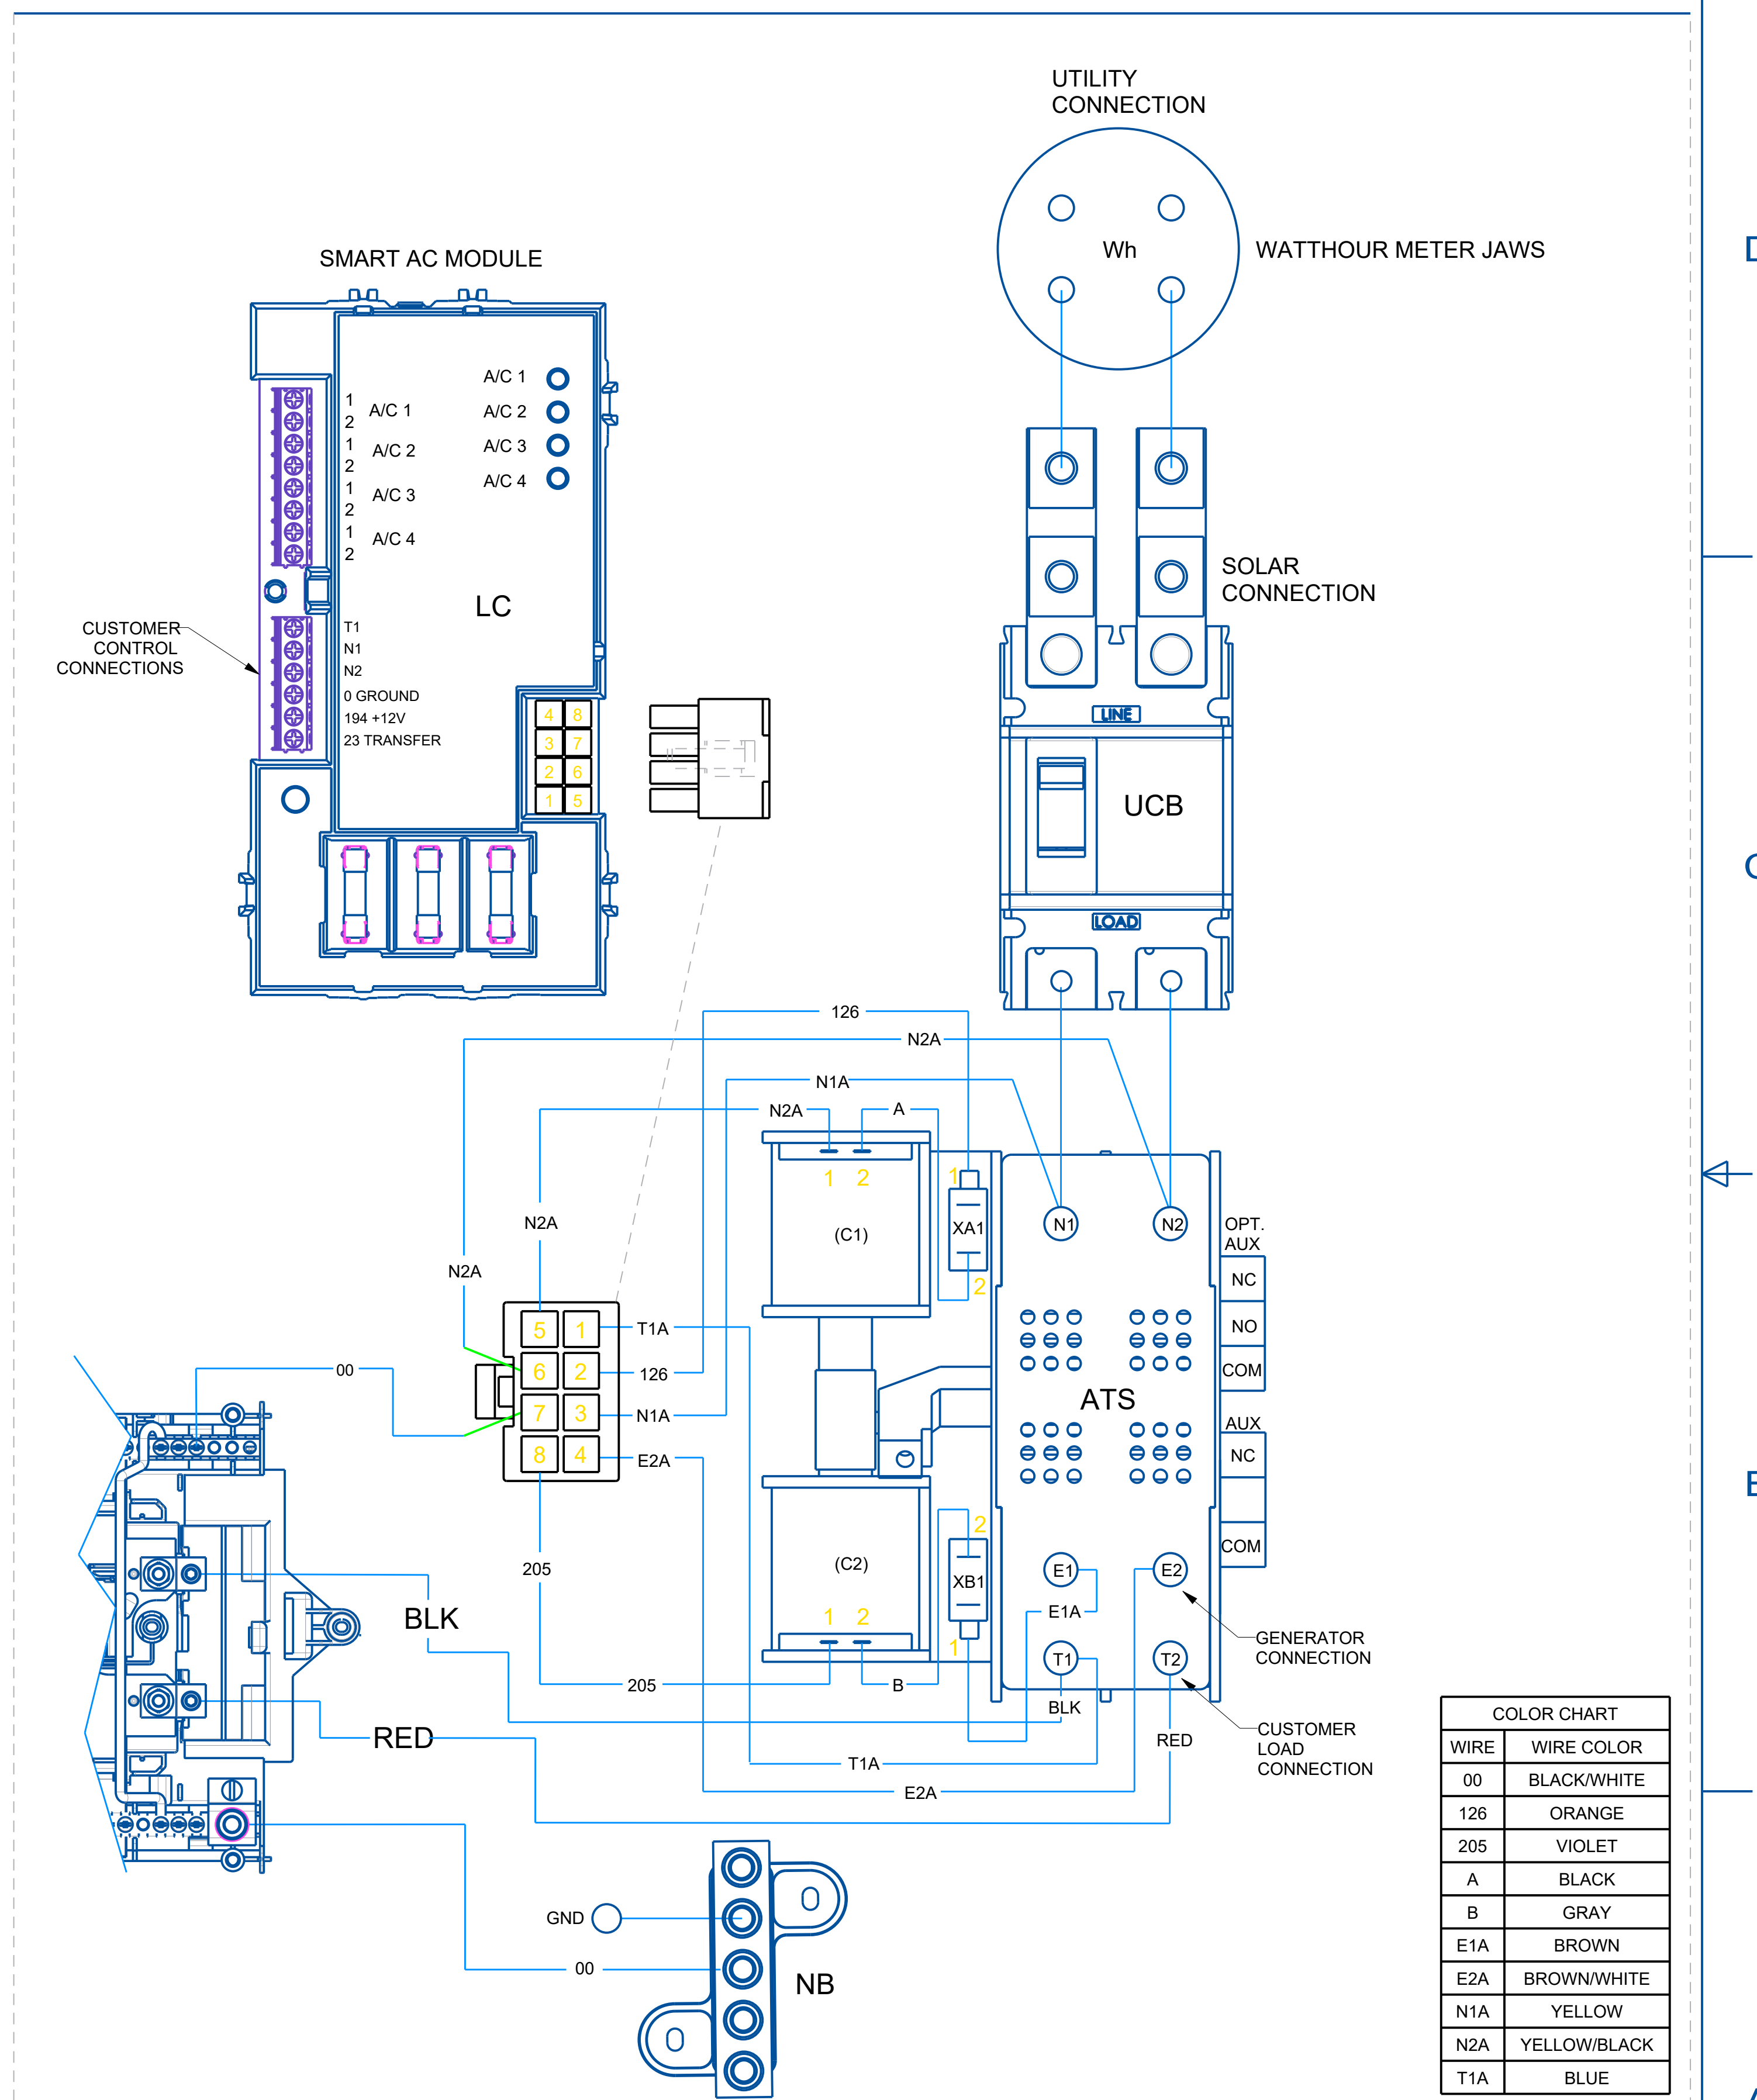 UTILITY
CONNECTION
Wh
WATTHOUR METER JAWS
D
SMART AC MODULE
A/C 1
A/C 2
A/C 3
A/C 4
1
2
A/C 1
1
2
A/C 2
1
2
A/C 3
1
2
A/C 4
LC
CUSTOMER
CONTROL
CONNECTIONS
T1
N1
N2
0 GROUND
194 +12V
23 TRANSFER
4 8
3 7
2 6
1 5
SOLAR
CONNECTION
LINE
UCB
LOAD
C
126
N2A
N1A
N2A
A
1 2
1
(C1)
XA1
2
N1
N2
OPT.
AUX
NC
NO
COM
N2A
N2A
00
5 1
T1A
6 2
126
7 3
N1A
8 4
E2A
ATS
AUX
NC
COM
B
205
(C2)
2
XB1
1 2
1
E1
E2
E1A
BLK
T1
T2
GENERATOR
CONNECTION
205
B
BLK
RED
RED
CUSTOMER
LOAD
CONNECTION
T1A
E2A
GND
00
NB
COLOR CHART
WIRE WIRE COLOR
00 BLACK/WHITE
126 ORANGE
205 VIOLET
A BLACK
B GRAY
E1A BROWN
E2A BROWN/WHITE
N1A YELLOW
N2A YELLOW/BLACK
T1A BLUE